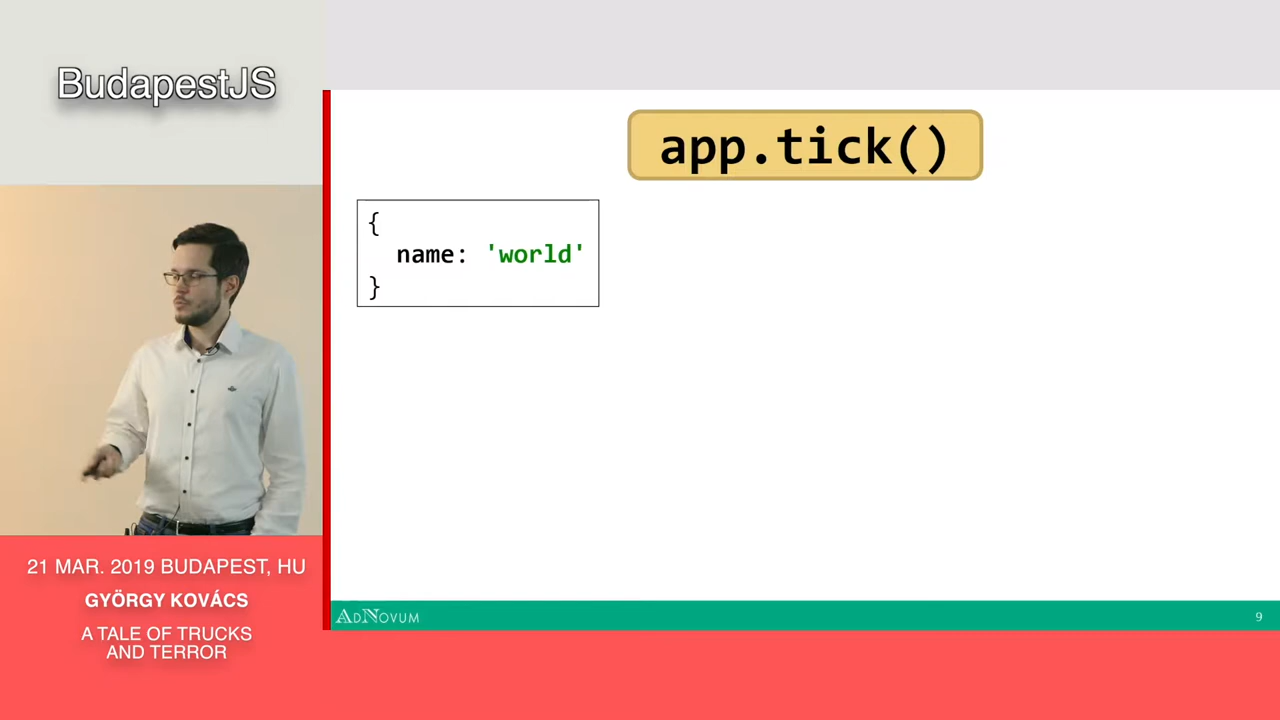 BudapestJS
app.tick()
{
name: 'world'
}
21 MAR. 2019 BUDAPEST, HU
GYÖRGY KOVÁCS
A TALE OF TRUCKS
AND TERROR
ADNOVUM
9